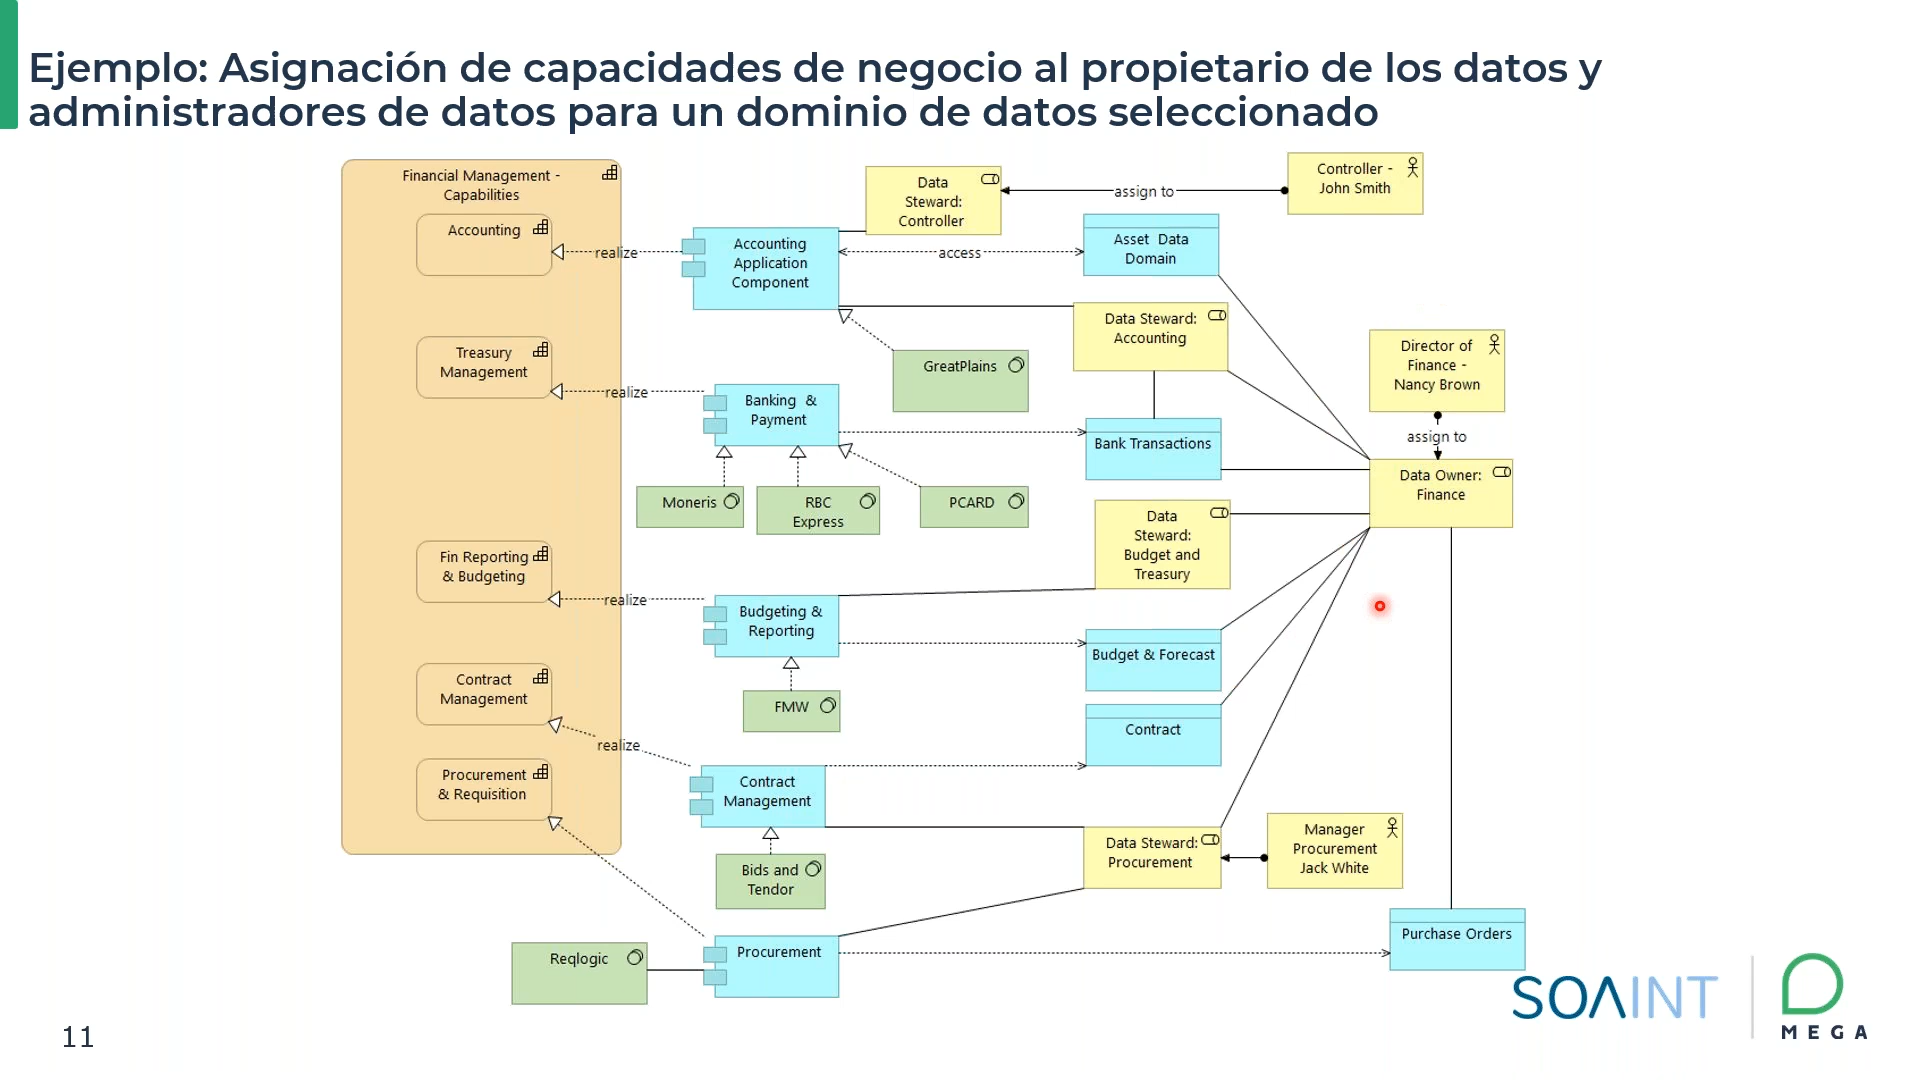 Ejemplo: Asignación de capacidades de negocio al propietario de los datos y
administradores de datos para un dominio de datos seleccionado
Financial Management -
Capabilities
Accounting
Treasury
Management
Fin Reporting
& Budgeting
Contract
Management
Procurement
& Requisition
realize
realize
realize
realize
Accounting
Application
Component
Banking &
Payment
Budgeting &
Reporting
Contract
Management
Procurement
GreatPlains
Moneris
RBC
Express
PCARD
FMW
Bids and
Tendor
Reqlogic
Data
Steward:
Controller
assign to
Controller -
John Smith
access
Asset Data
Domain
Data Steward:
Accounting
Bank Transactions
Data
Steward:
Budget and
Treasury
Budget & Forecast
Contract
Data Steward:
Procurement
Manager
Procurement
Jack White
Director of
Finance -
Nancy Brown
assign to
Data Owner:
Finance
Purchase Orders
SOAINT
MEGA
11